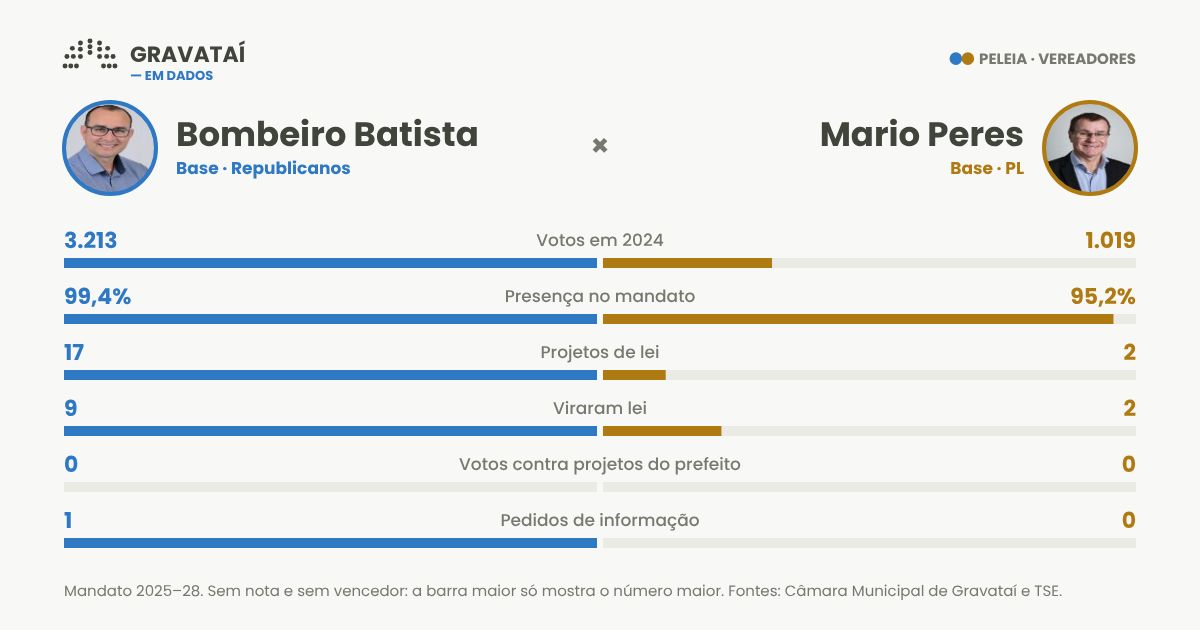 GRAVATAÍ
— EM DADOS
PELEIA · VEREADORES
Bombeiro Batista
Base · Republicanos
×
Mario Peres
Base · PL
3.213 Votos em 2024 1.019
99,4% Presença no mandato 95,2%
17 Projetos de lei 2
9 Viraram lei 2
0 Votos contra projetos do prefeito 0
1 Pedidos de informação 0
Mandato 2025–28. Sem nota e sem vencedor: a barra maior só mostra o número maior. Fontes: Câmara Municipal de Gravataí e TSE.